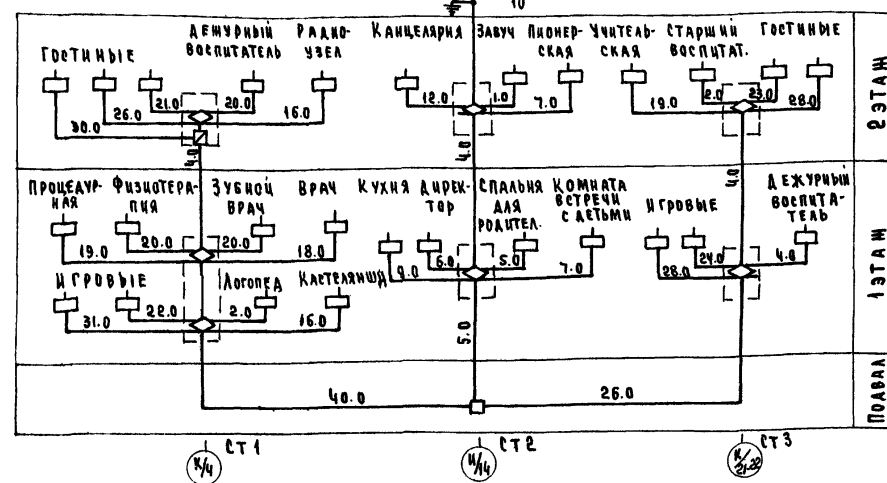 10
ГОСТИНЫЕ
ДЕЖУРНЫЙ
ВОСПИТАТЕЛЬ
РАДИО-
УЗЕЛ
КАНЦЕЛЯРИЯ
ЗАВУЧ
ПИОНЕР-
СКАЯ
УЧИТЕЛЬ-
СКАЯ
СТАРШИЙ
ВОСПИТАТ.
ГОСТИНЫЕ
2 ЭТАЖ
30.0
26.0
21.0
20.0
16.0
12.0
1.0
7.0
19.0
2.0
23.0
28.0
4.0
4.0
4.0
ПРОЦЕДУР-
НАЯ
ФИЗИОТЕРА-
ПИЯ
ЗУБНОЙ
ВРАЧ
ВРАЧ
КУХНЯ
ДИРЕК-
ТОР
СПАЛЬНЯ
ДЛЯ
РОДИТЕЛ.
КОМНАТА
ВСТРЕЧИ
С ДЕТЬМИ
ИГРОВЫЕ
ДЕЖУРНЫЙ
ВОСПИТА-
ТЕЛЬ
1 ЭТАЖ
19.0
20.0
20.0
18.0
9.0
6.0
5.0
7.0
28.0
24.0
4.0
ИГРОВЫЕ
ЛОГОПЕД
КАСТЕЛЯНША
31.0
22.0
2.0
16.0
5.0
40.0
26.0
ПОДВАЛ
К/4
СТ 1
И/14
СТ 2
К/21-22
СТ 3